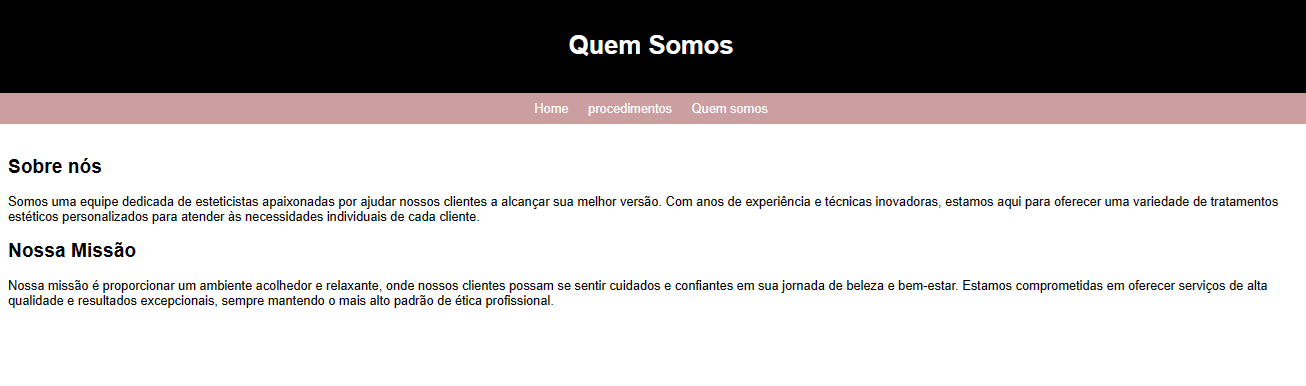 Quem Somos
Home procedimentos Quem somos
Sobre nós
Somos uma equipe dedicada de esteticistas apaixonadas por ajudar nossos clientes a alcançar sua melhor versão. Com anos de experiência e técnicas inovadoras, estamos aqui para oferecer uma variedade de tratamentos
estéticos personalizados para atender às necessidades individuais de cada cliente.
Nossa Missão
Nossa missão é proporcionar um ambiente acolhedor e relaxante, onde nossos clientes possam se sentir cuidados e confiantes em sua jornada de beleza e bem-estar. Estamos comprometidas em oferecer serviços de alta
qualidade e resultados excepcionais, sempre mantendo o mais alto padrão de ética profissional.